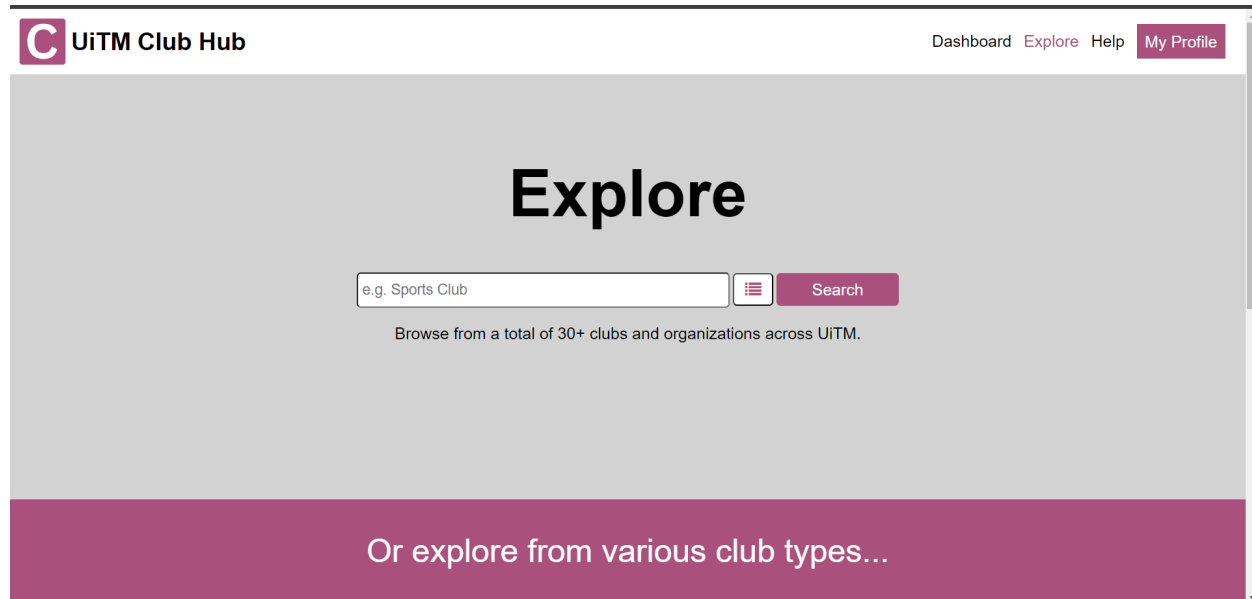 C UiTM Club Hub
Dashboard Explore Help My Profile
Explore
e.g. Sports Club
Search
Browse from a total of 30+ clubs and organizations across UiTM.
Or explore from various club types...